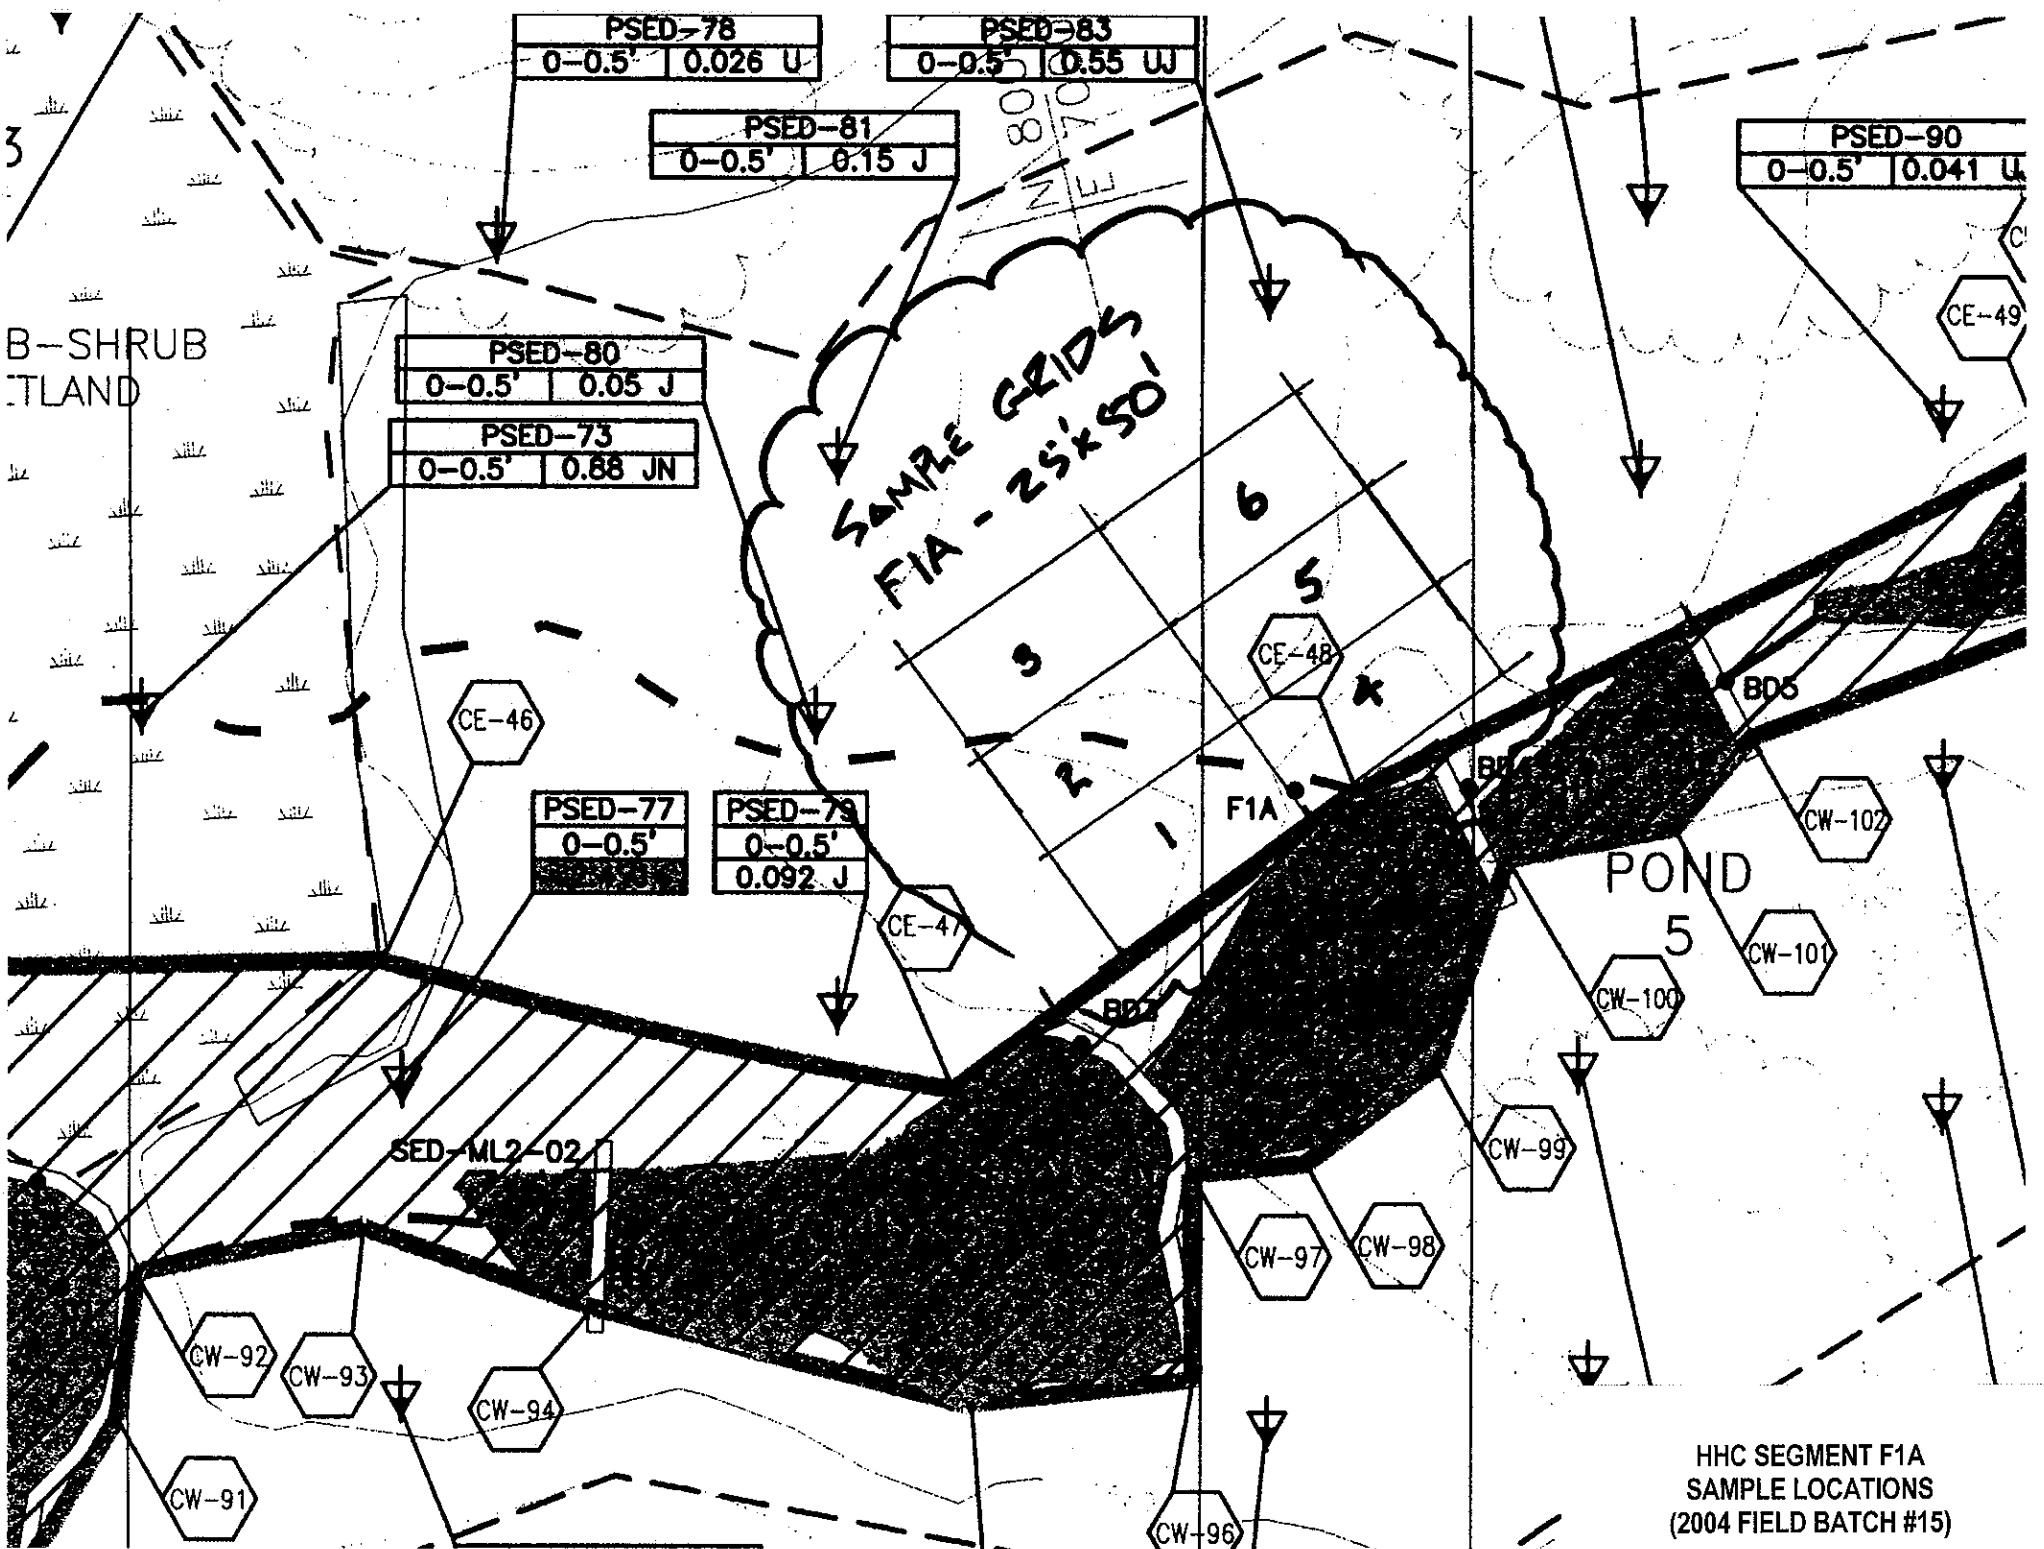 PSED-78
0-0.5' 0.026 U
PSED-83
0-0.5' 0.55 UJ
PSED-81
0-0.5' 0.15 J
PSED-90
0-0.5' 0.041
3
80
70
N
E
CE-49
B-SHRUB
TLAND
PSED-80
0-0.5' 0.05 J
PSED-73
0-0.5' 0.88 JN
SAMPLE GRIDS
F1A - 25'x50'
6
5
3
CE-48
4
2
1
BD5
CE-46
F1A
PSED-77
0-0.5'
PSED-79
0-0.5'
0.092 J
CW-102
POND
5
CE-47
CW-101
CW-100
BD3
SED-ML2-02
CW-99
CW-97
CW-98
CW-92
CW-93
CW-94
CW-91
CW-96
HHC SEGMENT F1A
SAMPLE LOCATIONS
(2004 FIELD BATCH #15)